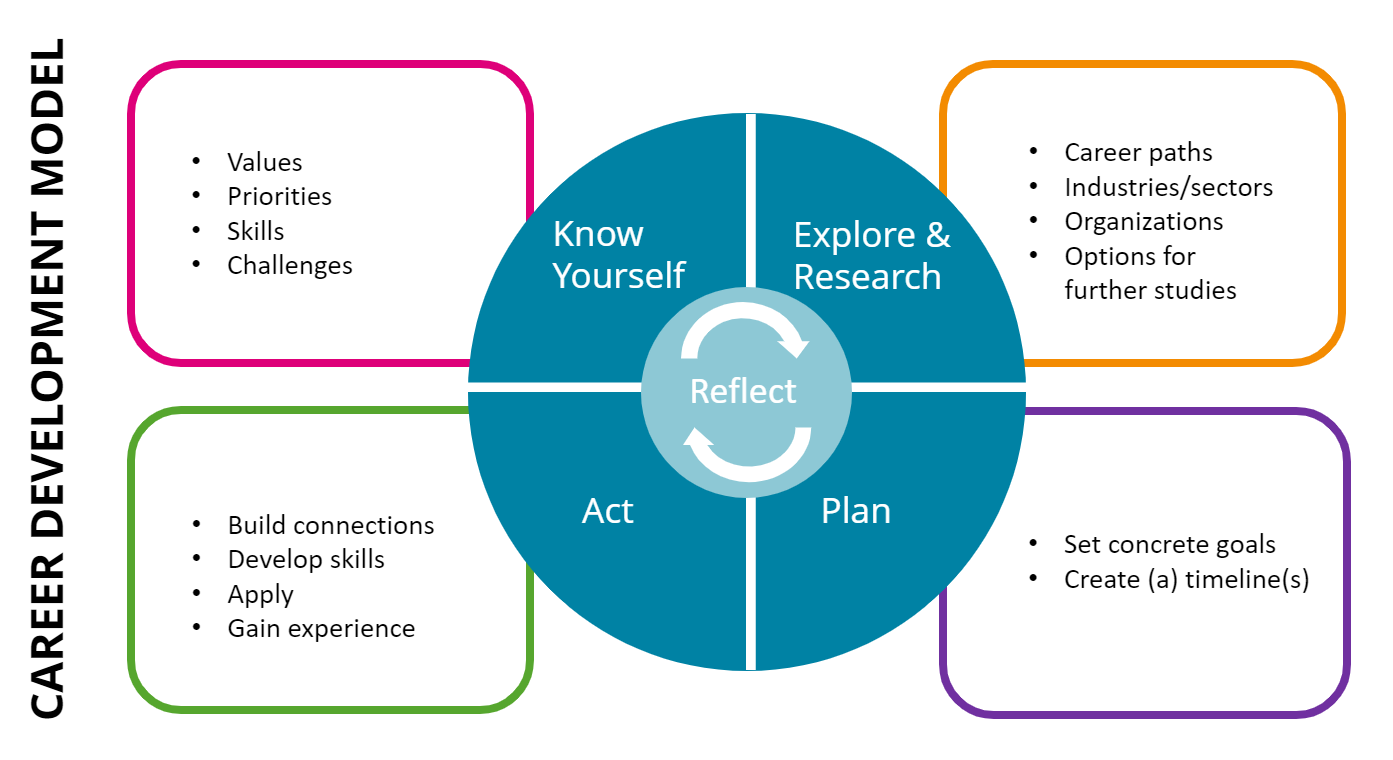 CAREER DEVELOPMENT MODEL
• Values
• Priorities
• Skills
• Challenges
Know
Yourself
Explore &
Research
• Career paths
• Industries/sectors
• Organizations
• Options for
further studies
Reflect
Act
Plan
• Build connections
• Develop skills
• Apply
• Gain experience
• Set concrete goals
• Create (a) timeline(s)